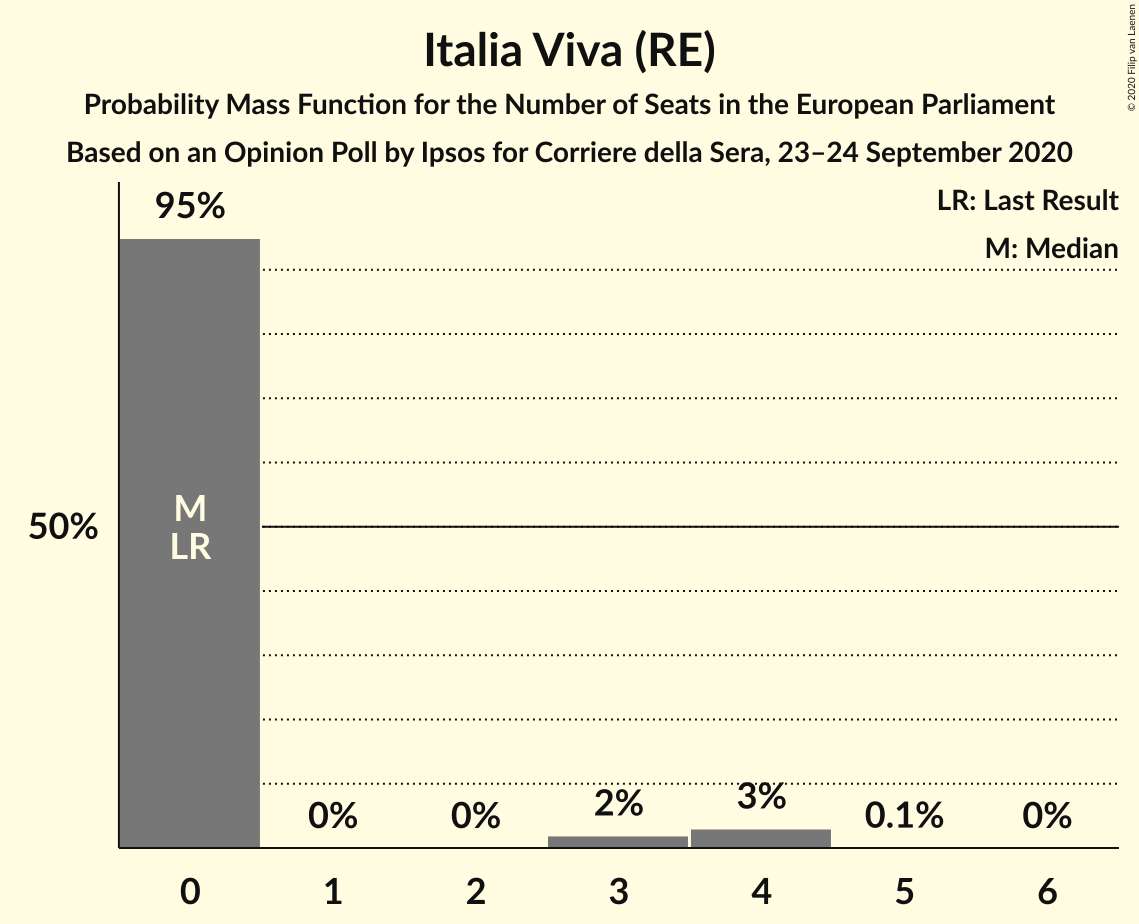 Italia Viva (RE)
Probability Mass Function for the Number of Seats in the European Parliament
Based on an Opinion Poll by Ipsos for Corriere della Sera, 23–24 September 2020
© 2020 Filip van Laenen
LR: Last Result
M: Median
95%
50%
M
LR
0%
0%
2%
3%
0.1%
0%
0
1
2
3
4
5
6